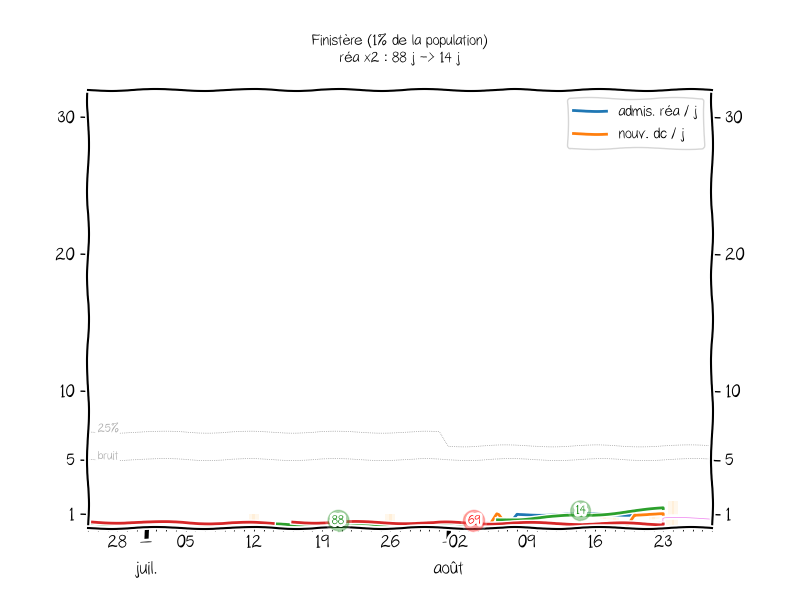 Finistère (1% de la population)
réa x2 : 88 j -> 14 j
admis. réa / j
nouv. dc / j
30
30
20
20
10
10
25%
bruit
5
5
14
88
69
1
1
28 05 12 19 26 02 09 16 23
juil. août